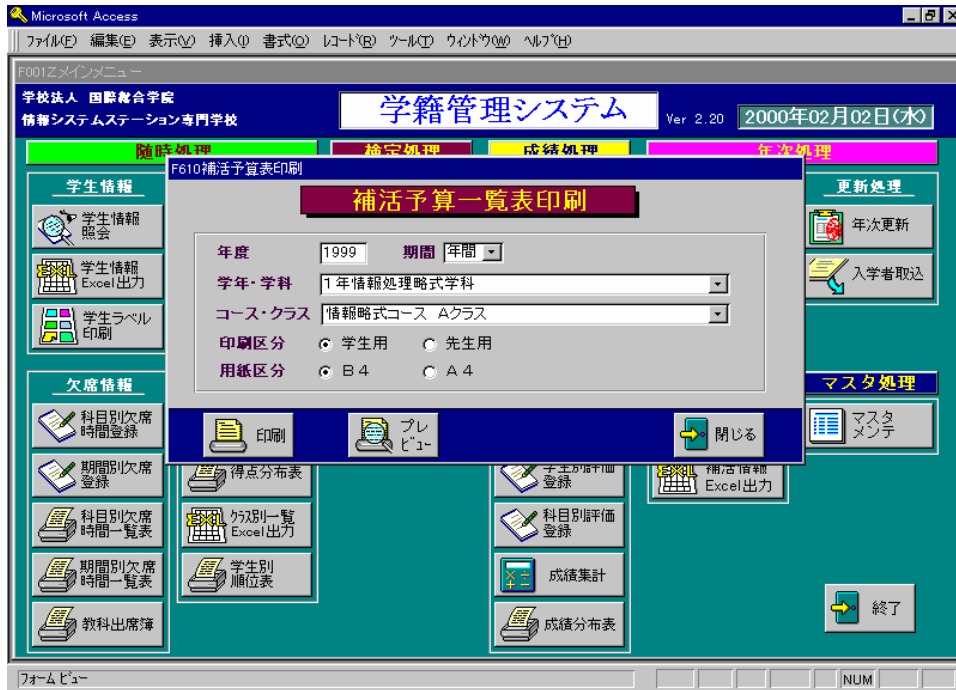 Microsoft Access
ファイル(F) 編集(E) 表示(V) 挿入(I) 書式(O) レコード(R) ツール(T) ウィンドウ(W) ヘルプ(H)
F001Zメインメニュー
学校法人 国際総合学院
情報システムステーション専門学校
学籍管理システム
Ver 2.20
2000年02月02日(水)
随時処理 検定処理 成績処理 年次処理
F610補活予算表印刷
補活予算一覧表印刷
年度 1999 期間 年間
学年・学科 1年情報処理略式学科
コース・クラス 情報略式コース Aクラス
印刷区分 学生用 先生用
用紙区分 B4 A4
印刷
プレ
ビュー
閉じる
学生情報
学生情報
照会
学生情報
Excel出力
学生ラベル
印刷
欠席情報
科目別欠席
時間登録
期間別欠席
登録
科目別欠席
時間一覧表
期間別欠席
時間一覧表
教科出席簿
得点分布表
クラス別一覧
Excel出力
学生別
順位表
学生別評価
登録
科目別評価
登録
成績集計
成績分布表
補活情報
Excel出力
更新処理
年次更新
入学者取込
マスタ処理
マスタ
メンテ
終了
フォーム ビュー
NUM